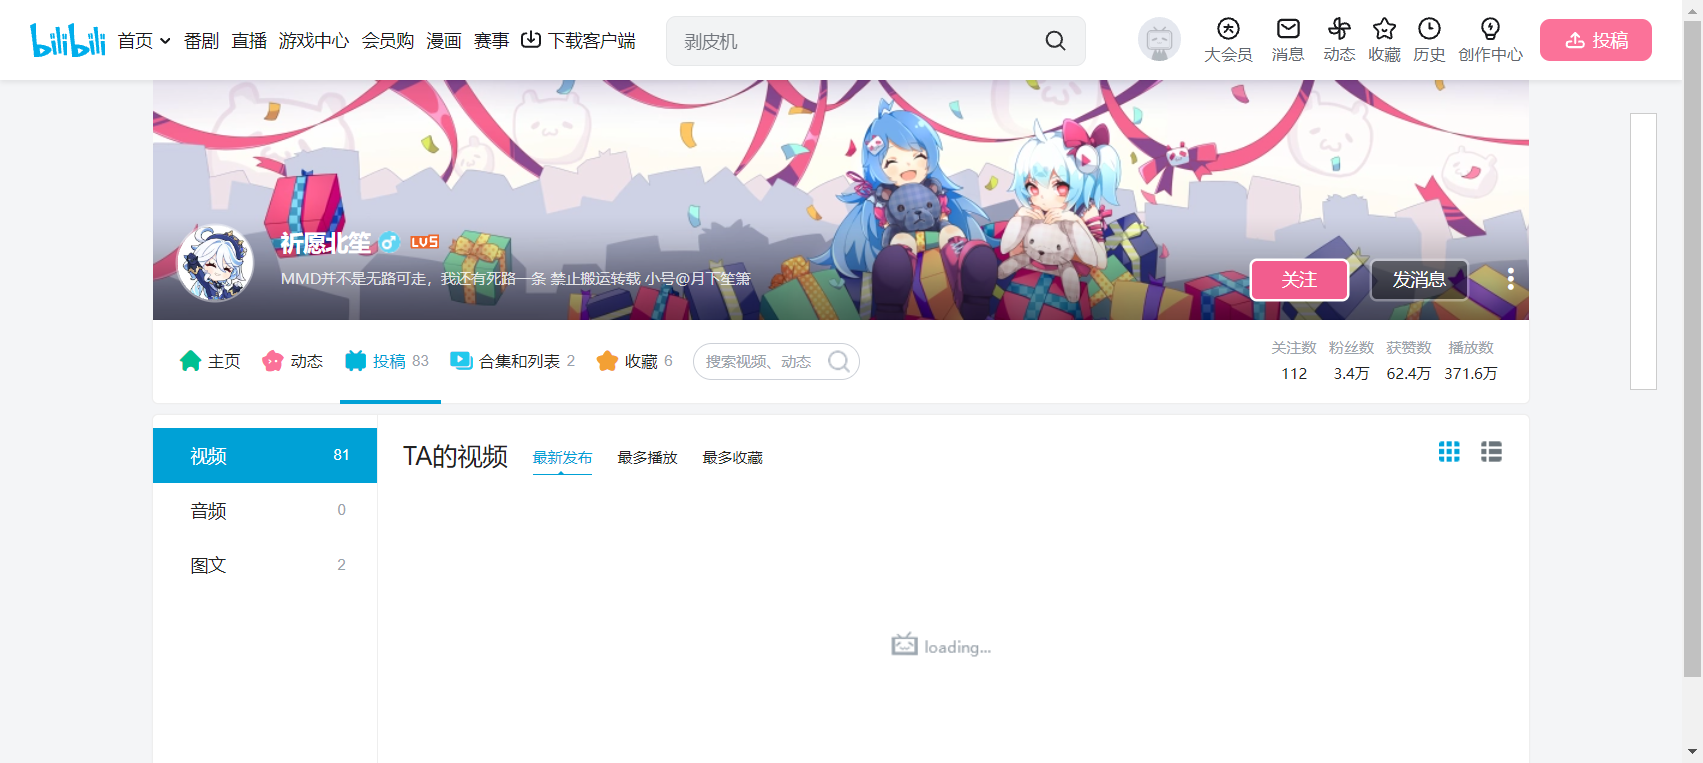 bilibili 首页 番剧 直播 游戏中心 会员购 漫画 赛事 下载客户端 剥皮机 大会员 消息 动态 收藏 历史 创作中心 投稿
祈愿北笙 LV5
MMD并不是无路可走，我还有死路一条 禁止搬运转载 小号@月下笙箫
关注 发消息
主页 动态 投稿 83 合集和列表 2 收藏 6 搜索视频、动态
关注数 粉丝数 获赞数 播放数
112 3.4万 62.4万 371.6万
视频 81
音频 0
图文 2
TA的视频 最新发布 最多播放 最多收藏
loading...